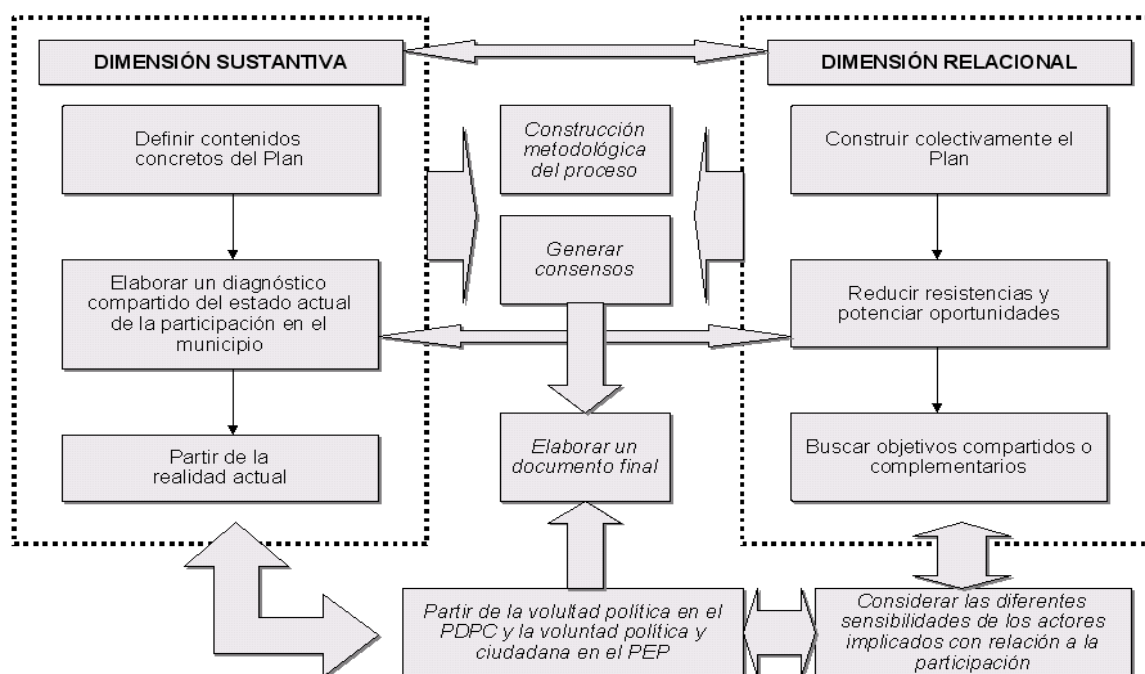 DIMENSIÓN SUSTANTIVA
DIMENSIÓN RELACIONAL
Definir contenidos
concretos del Plan
Construcción
metodológica
del proceso
Construir colectivamente el
Plan
Generar
consensos
Elaborar un diagnóstico
compartido del estado actual
de la participación en el
municipio
Reducir resistencias y
potenciar oportunidades
Partir de la
realidad actual
Elaborar un
documento final
Buscar objetivos compartidos o
complementarios
Partir de la volultad política en el
PDPC y la voluntad política y
ciudadana en el PEP
Considerar las diferentes
sensibilidades de los actores
implicados con relación a la
participación